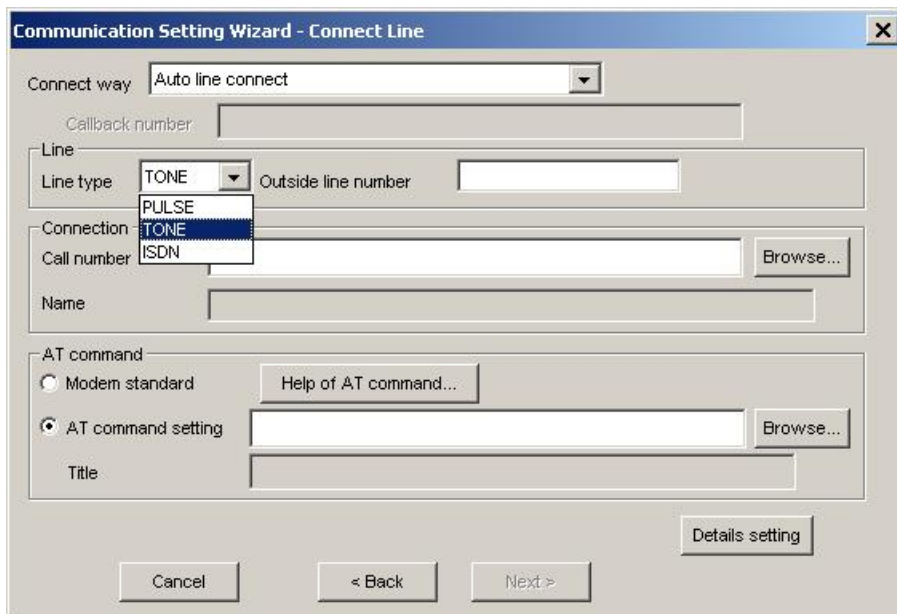 Communication Setting Wizard - Connect Line
Connect way Auto line connect
Callback number
Line
Line type TONE Outside line number
PULSE
TONE
ISDN
Connection
Call number Browse...
Name
AT command
Modem standard Help of AT command...
AT command setting Browse...
Title
Details setting
Cancel < Back Next >